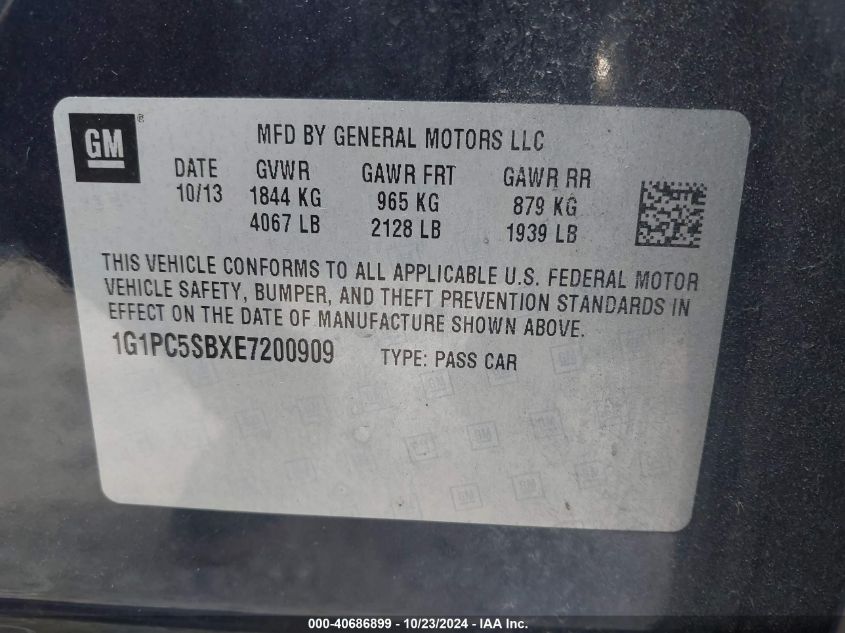 GM®
MFD BY GENERAL MOTORS LLC
DATE GVWR GAWR FRT GAWR RR
10/13 1844 KG 965 KG 879 KG
4067 LB 2128 LB 1939 LB
THIS VEHICLE CONFORMS TO ALL APPLICABLE U.S. FEDERAL MOTOR
VEHICLE SAFETY, BUMPER, AND THEFT PREVENTION STANDARDS IN
EFFECT ON THE DATE OF MANUFACTURE SHOWN ABOVE.
1G1PC5SBXE7200909 TYPE: PASS CAR
000-40686899 - 10/23/2024 - IAA Inc.